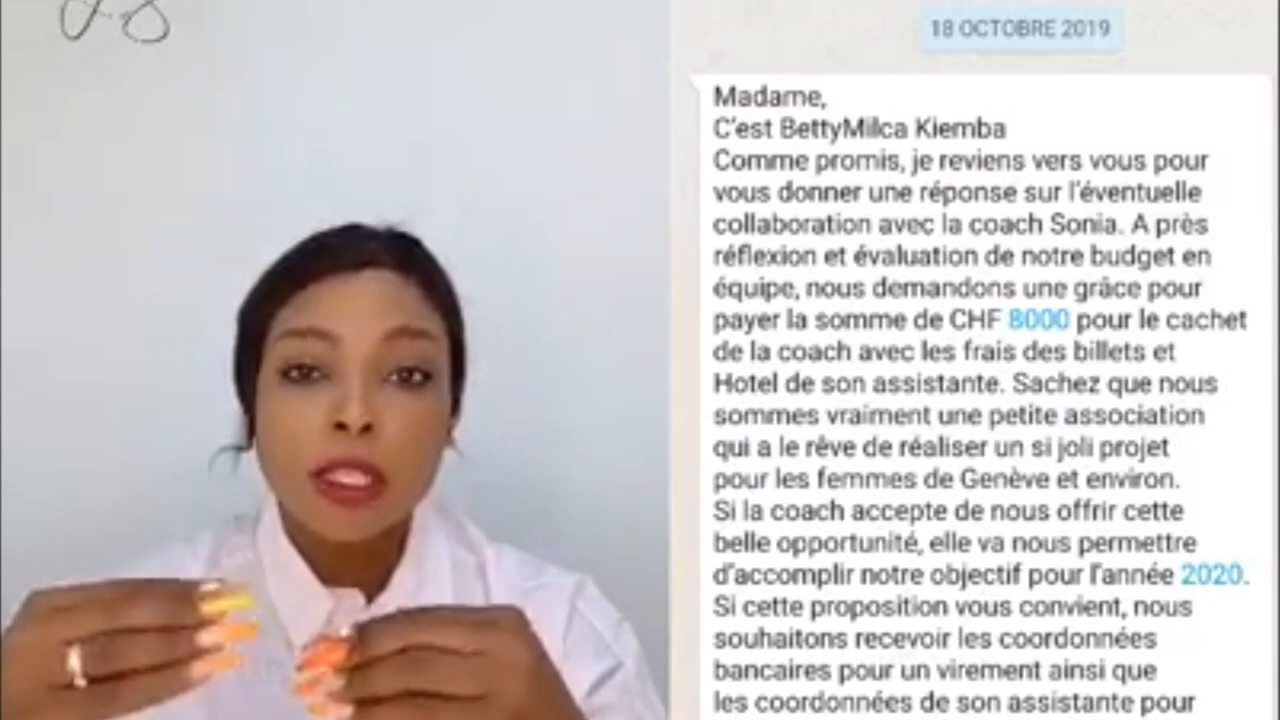 18 OCTOBRE 2019
Madame,
C'est BettyMilca Kiemba
Comme promis, je reviens vers vous pour
vous donner une réponse sur l'éventuelle
collaboration avec la coach Sonia. A près
réflexion et évaluation de notre budget en
équipe, nous demandons une grâce pour
payer la somme de CHF 8000 pour le cachet
de la coach avec les frais des billets et
Hotel de son assistante. Sachez que nous
sommes vraiment une petite association
qui a le rêve de réaliser un si joli projet
pour les femmes de Genève et environ.
Si la coach accepte de nous offrir cette
belle opportunité, elle va nous permettre
d'accomplir notre objectif pour l'année 2020.
Si cette proposition vous convient, nous
souhaitons recevoir les coordonnées
bancaires pour un virement ainsi que
les coordonnées de son assistante pour